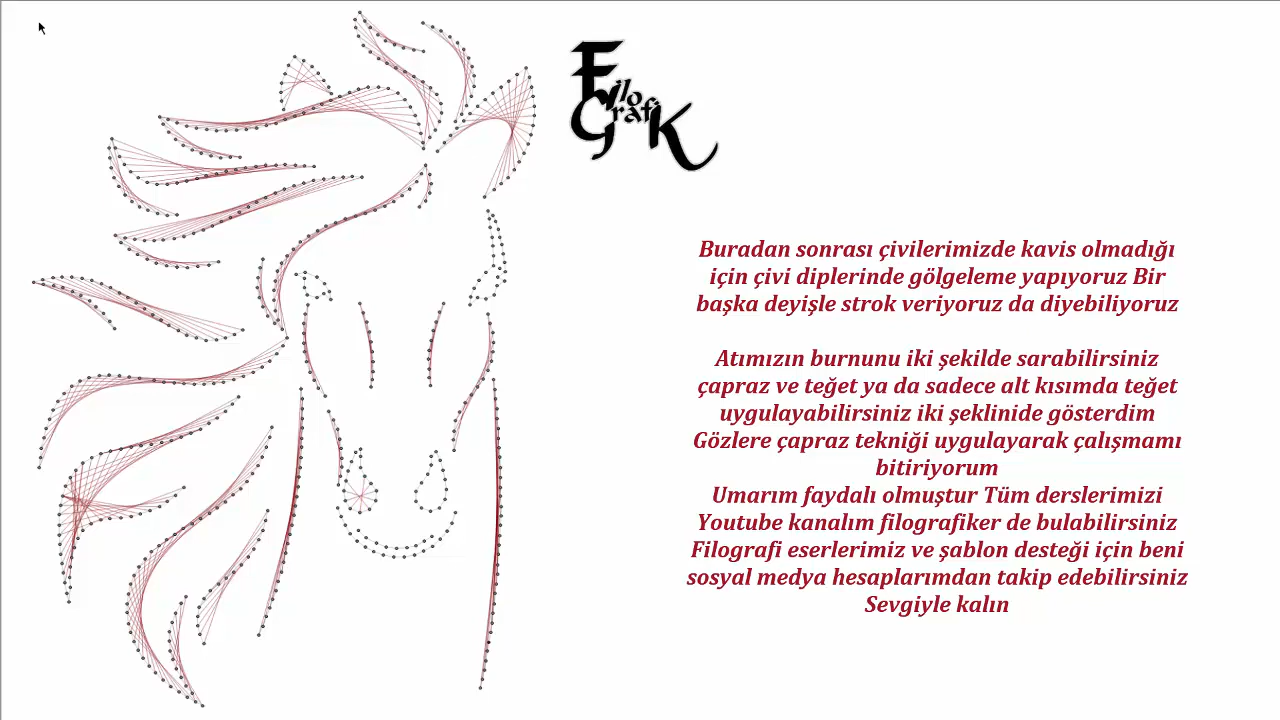 Filo
GrafiK
Buradan sonrası çivilerimizde kavis olmadığı
için çivi diplerinde gölgeleme yapıyoruz Bir
başka deyişle strok veriyoruz da diyebiliyoruz
Atımızın burnunu iki şekilde sarabilirsiniz
çapraz ve teğet ya da sadece alt kısımda teğet
uygulayabilirsiniz iki şeklinide gösterdim
Gözlere çapraz tekniği uygulayarak çalışmamı
bitiriyorum
Umarım faydalı olmuştur Tüm derslerimizi
Youtube kanalım filografiker de bulabilirsiniz
Filografi eserlerimiz ve şablon desteği için beni
sosyal medya hesaplarımdan takip edebilirsiniz
Sevgiyle kalın